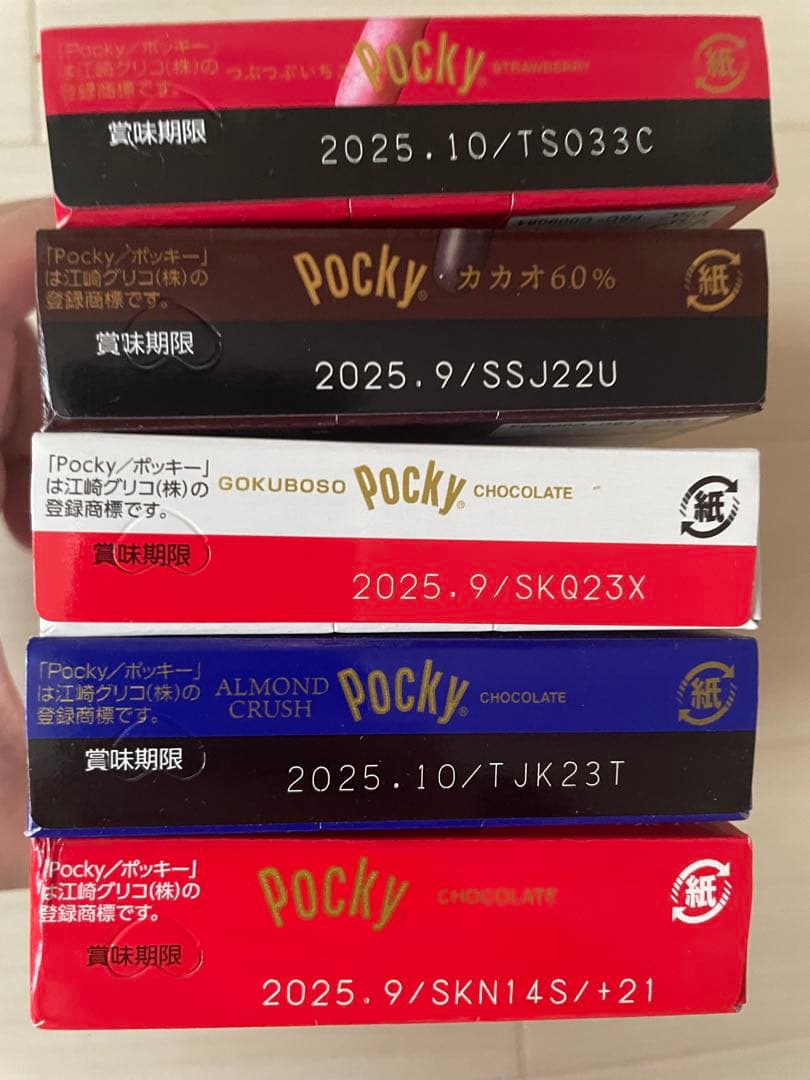 「Pocky／ポッキー」
は江崎グリコ(株)の
登録商標です。
つぶつぶいちご Pocky® STRAWBERRY
紙
賞味期限
2025.10/TS033C
「Pocky／ポッキー」
は江崎グリコ(株)の
登録商標です。
Pocky® カカオ60%
紙
賞味期限
2025.9/SSJ22U
「Pocky／ポッキー」
は江崎グリコ(株)の
登録商標です。
GOKUBOSO Pocky® CHOCOLATE
紙
賞味期限
2025.9/SKQ23X
「Pocky／ポッキー」
は江崎グリコ(株)の
登録商標です。
ALMOND
CRUSH
Pocky® CHOCOLATE
紙
賞味期限
2025.10/TJK23T
「Pocky／ポッキー」
は江崎グリコ(株)の
登録商標です。
Pocky CHOCOLATE
紙
賞味期限
2025.9/SKN14S/+21